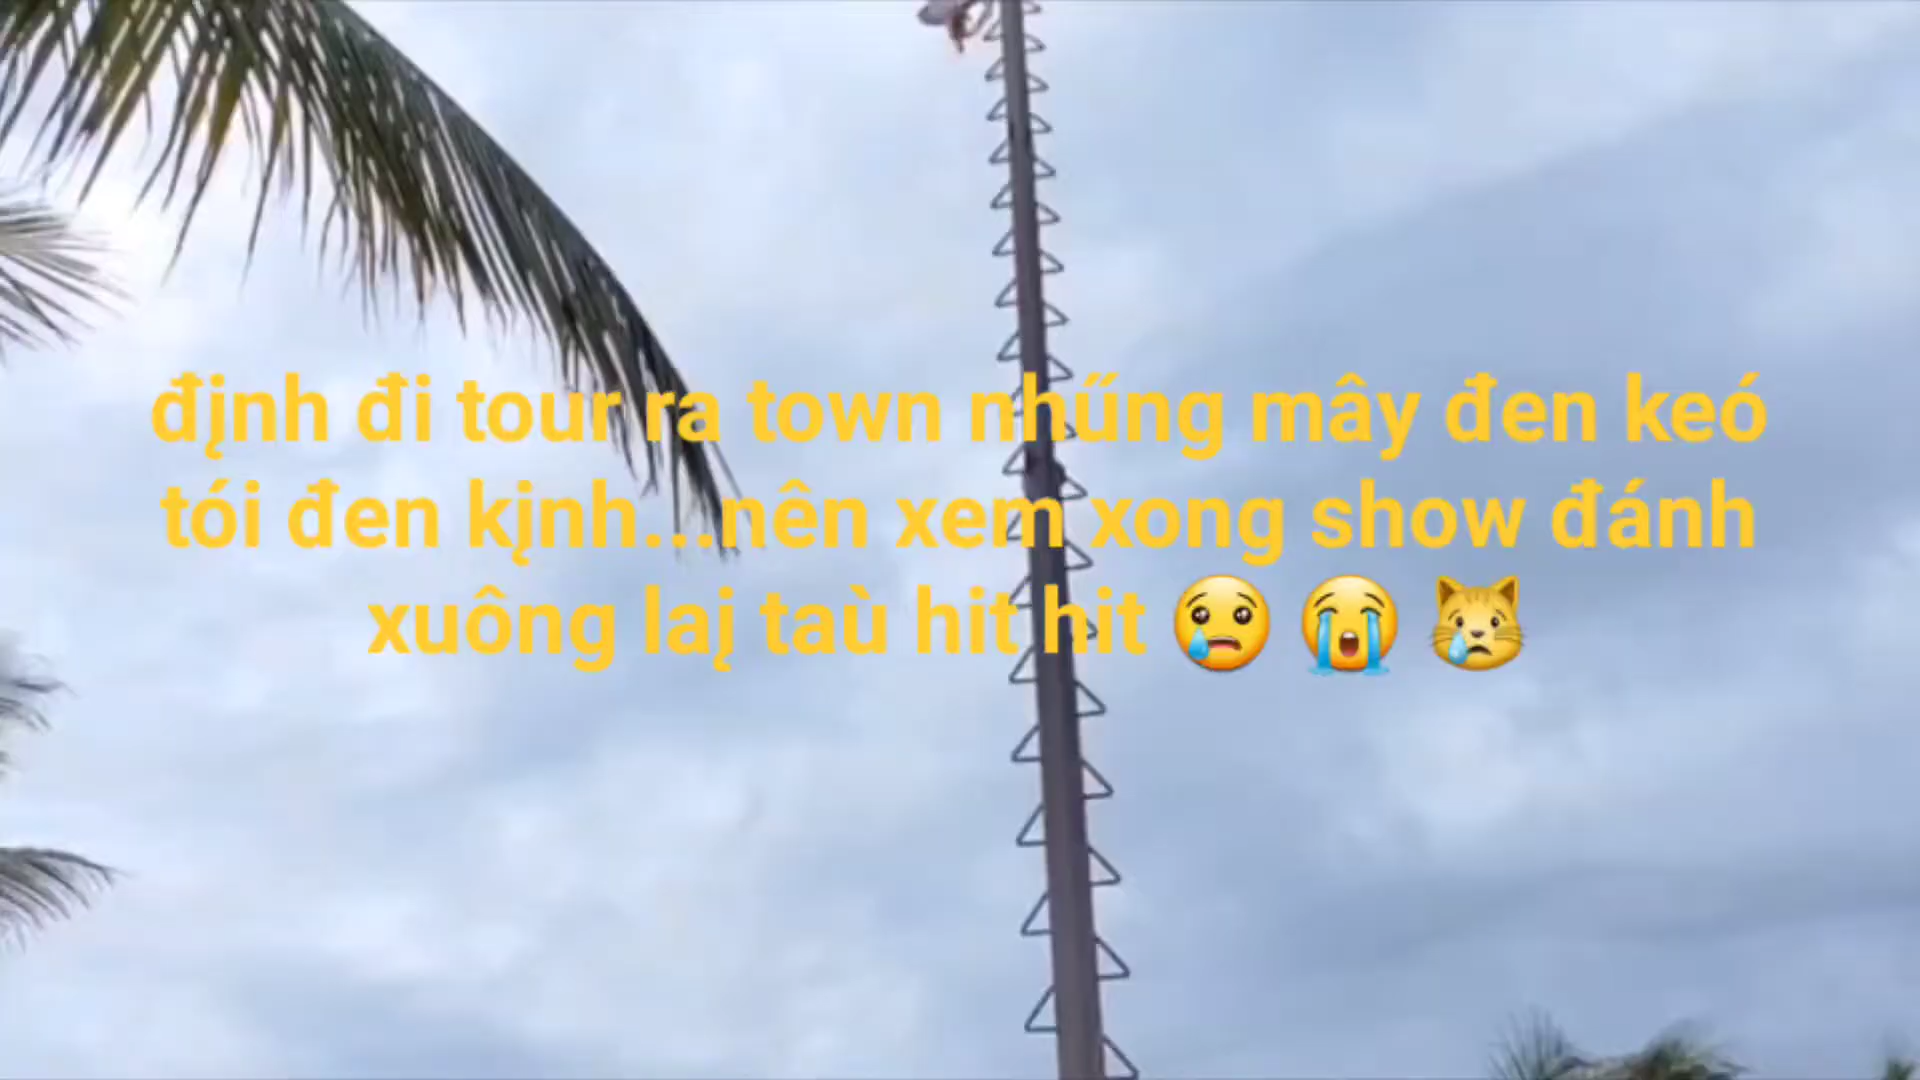 định đi tour ra town nhữńg mây đen keó
tói đen kịnh...nên xem xong show đánh
xuông laị taù hit hit 😢 😭 😿